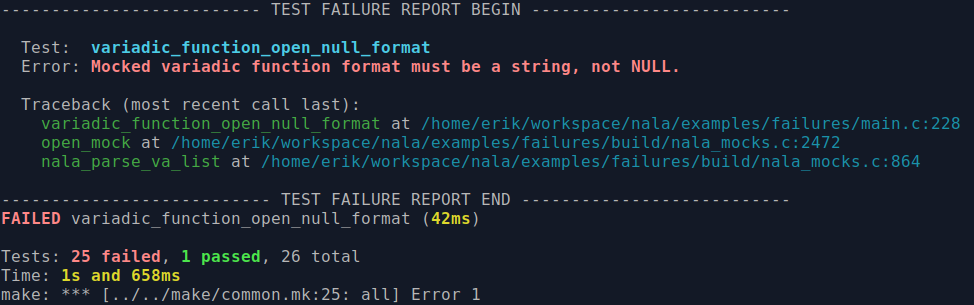 -------------------------- TEST FAILURE REPORT BEGIN --------------------------
Test:  variadic_function_open_null_format
Error: Mocked variadic function format must be a string, not NULL.
Traceback (most recent call last):
variadic_function_open_null_format at /home/erik/workspace/nala/examples/failures/main.c:228
open_mock at /home/erik/workspace/nala/examples/failures/build/nala_mocks.c:2472
nala_parse_va_list at /home/erik/workspace/nala/examples/failures/build/nala_mocks.c:864
--------------------------- TEST FAILURE REPORT END ---------------------------
FAILED variadic_function_open_null_format (42ms)
Tests: 25 failed, 1 passed, 26 total
Time: 1s and 658ms
make: *** [../../make/common.mk:25: all] Error 1